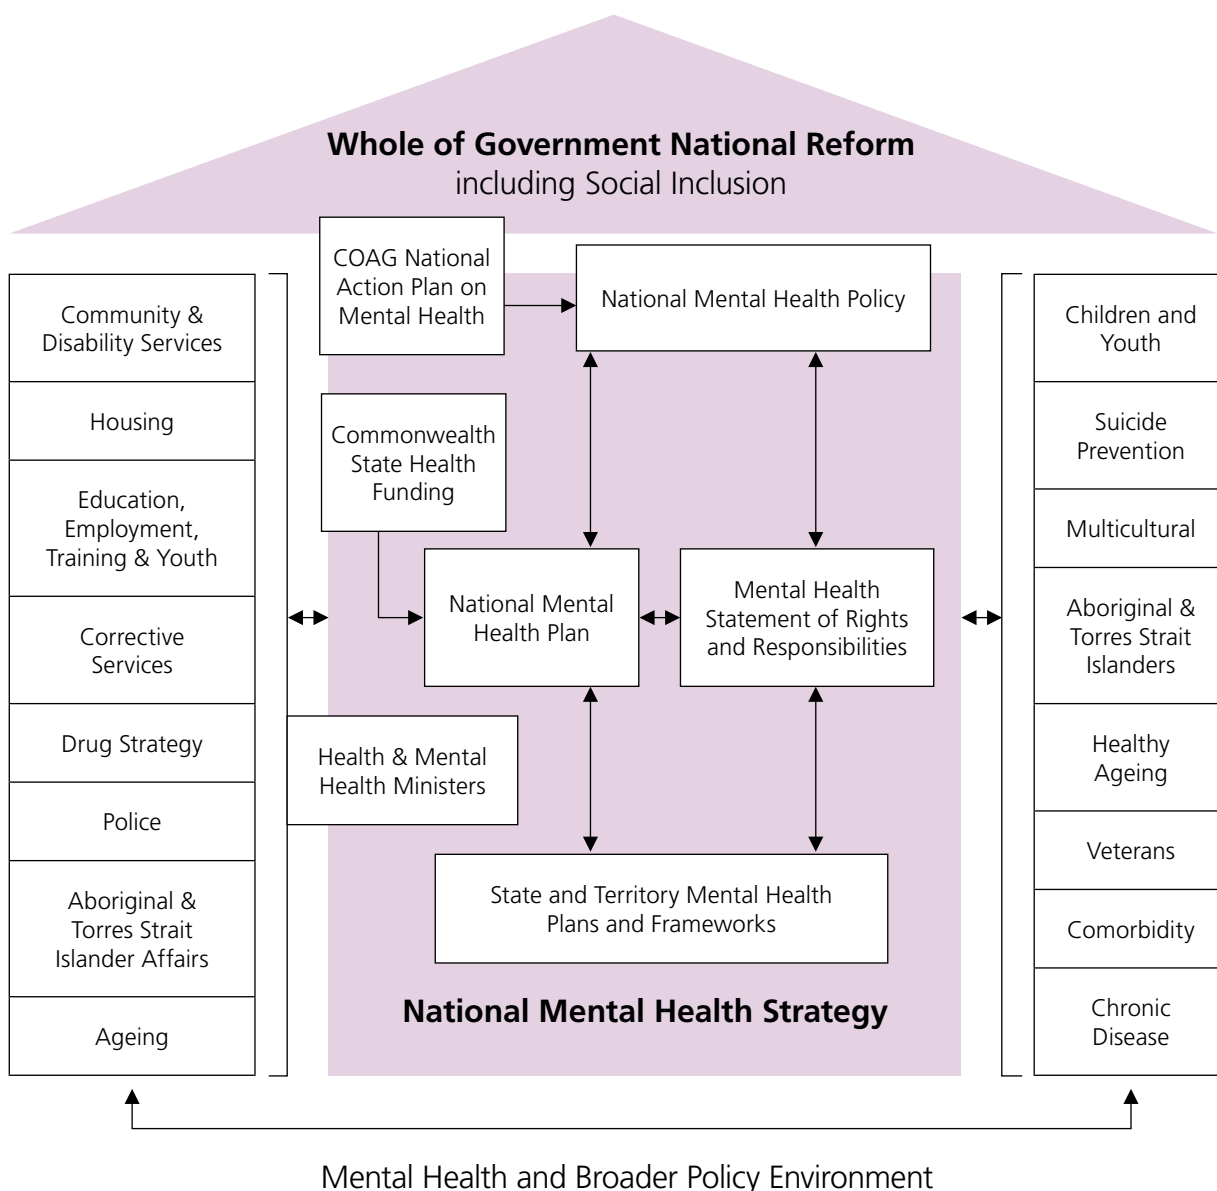 Whole of Government National Reform
including Social Inclusion
COAG National
Action Plan on
Mental Health
National Mental Health Policy
Community &
Disability Services
Housing
Education,
Employment,
Training & Youth
Corrective
Services
Drug Strategy
Police
Aboriginal &
Torres Strait
Islander Affairs
Ageing
Commonwealth
State Health
Funding
National Mental
Health Plan
Mental Health
Statement of Rights
and Responsibilities
Health & Mental
Health Ministers
State and Territory Mental Health
Plans and Frameworks
National Mental Health Strategy
Children and
Youth
Suicide
Prevention
Multicultural
Aboriginal &
Torres Strait
Islanders
Healthy
Ageing
Veterans
Comorbidity
Chronic
Disease
Mental Health and Broader Policy Environment